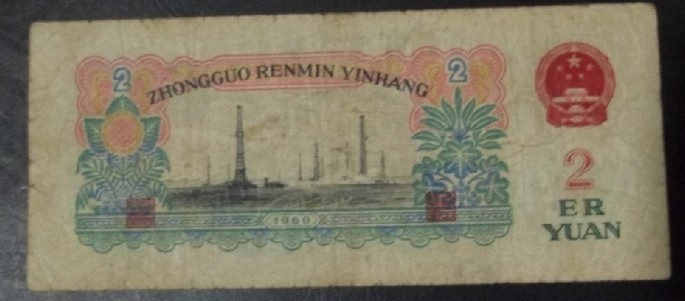 2
2
ZHONGGUO RENMIN YINHANG
1960
2
ER
YUAN